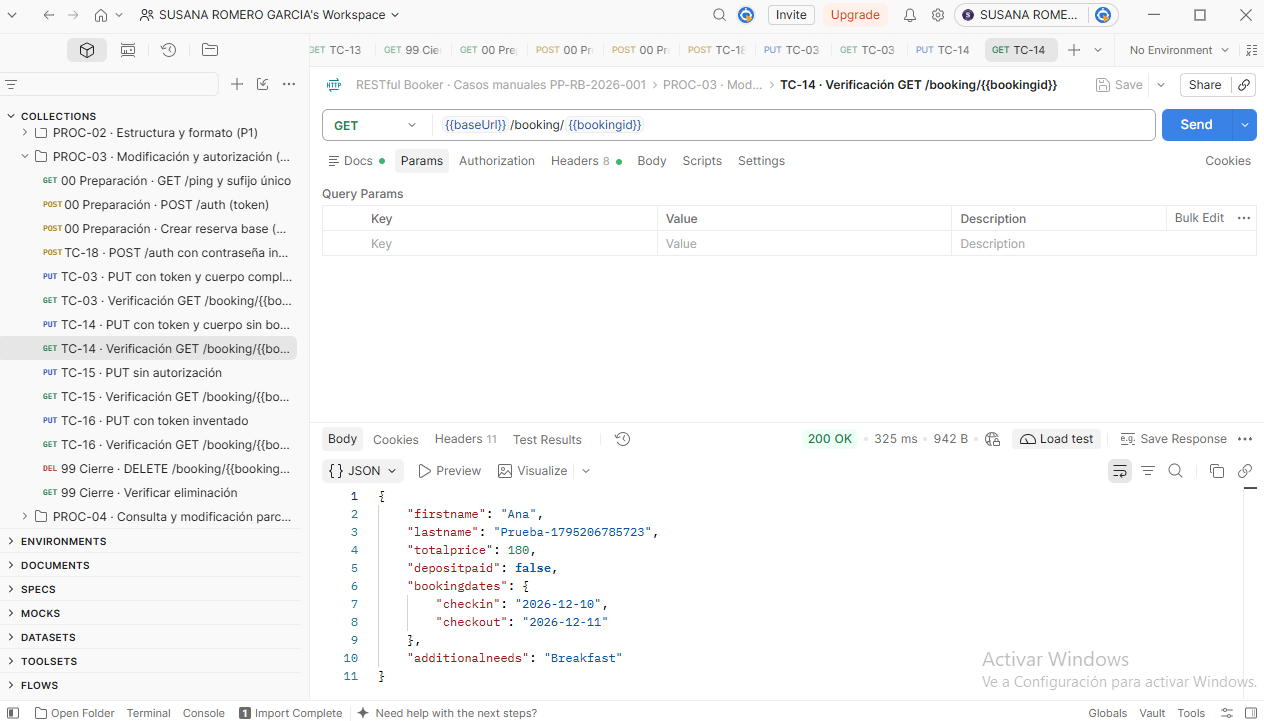 SUSANA ROMERO GARCIA's Workspace Invite Upgrade SUSANA ROME...
GET TC-13 GET 99 Cie GET 00 Pre POST 00 Pr POST 00 Pr POST TC-18 PUT TC-03 GET TC-03 PUT TC-14 GET TC-14 No Environment
HTTP RESTful Booker · Casos manuales PP-RB-2026-001 > PROC-03 · Mod... > TC-14 · Verificación GET /booking/{{bookingid}} Save Share
GET {{baseUrl}} /booking/ {{bookingid}} Send
Docs Params Authorization Headers 8 Body Scripts Settings Cookies
Query Params
Key Value Description Bulk Edit
Key Value Description
COLLECTIONS
PROC-02 · Estructura y formato (P1)
PROC-03 · Modificación y autorización (...
GET 00 Preparación · GET /ping y sufijo único
POST 00 Preparación · POST /auth (token)
POST 00 Preparación · Crear reserva base (...
POST TC-18 · POST /auth con contraseña in...
PUT TC-03 · PUT con token y cuerpo compl...
GET TC-03 · Verificación GET /booking/{{bo...
PUT TC-14 · PUT con token y cuerpo sin bo...
GET TC-14 · Verificación GET /booking/{{bo...
PUT TC-15 · PUT sin autorización
GET TC-15 · Verificación GET /booking/{{bo...
PUT TC-16 · PUT con token inventado
GET TC-16 · Verificación GET /booking/{{bo...
DEL 99 Cierre · DELETE /booking/{{booking...
GET 99 Cierre · Verificar eliminación
PROC-04 · Consulta y modificación parc...
ENVIRONMENTS
DOCUMENTS
SPECS
MOCKS
DATASETS
TOOLSETS
FLOWS
Body Cookies Headers 11 Test Results 200 OK 325 ms 942 B Load test e.g. Save Response
{ } JSON Preview Visualize
1 {
2 "firstname": "Ana",
3 "lastname": "Prueba-1795206785723",
4 "totalprice": 180,
5 "depositpaid": false,
6 "bookingdates": {
7 "checkin": "2026-12-10",
8 "checkout": "2026-12-11"
9 },
10 "additionalneeds": "Breakfast"
11 }
Activar Windows
Ve a Configuración para activar Windows.
Open Folder Terminal Console 1 Import Complete Need help with the next steps? Globals Vault Tools